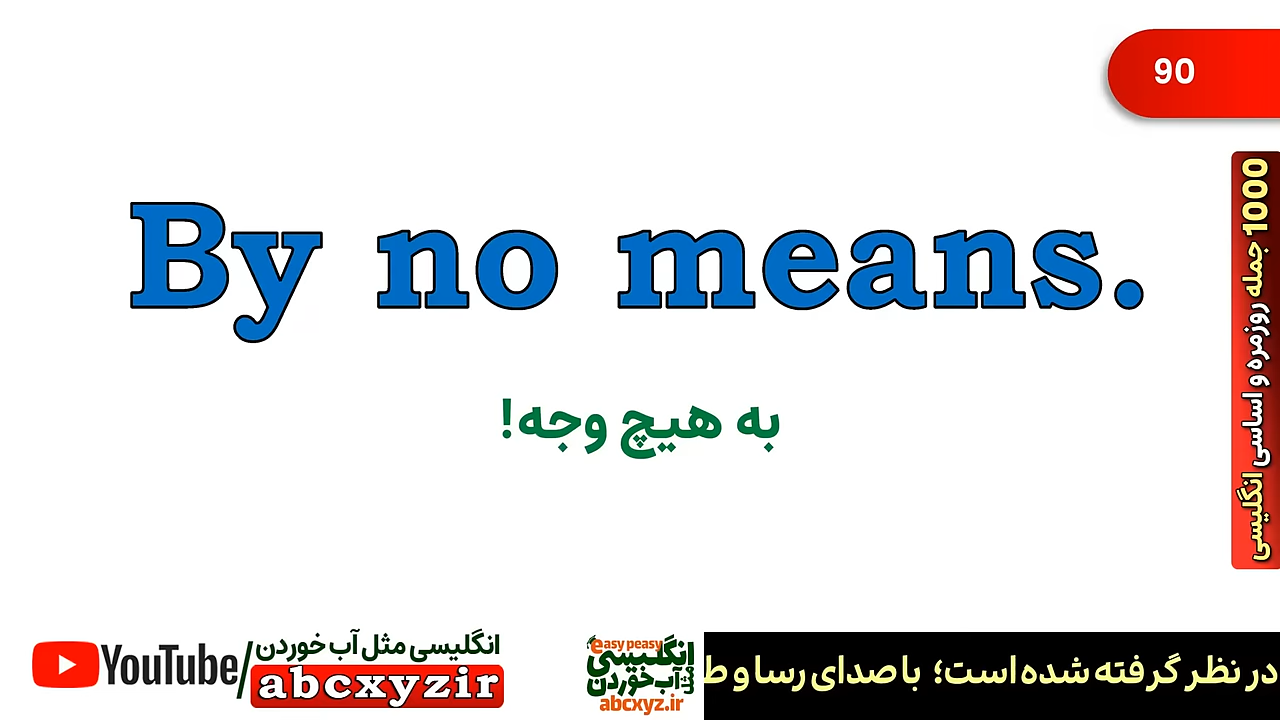 90
By no means.
به هیچ وجه!
1000 جمله روزمره و اساسی انگلیسی
YouTube/
انگلیسی مثل آب خوردن
abcxyzir
easy peasy
انگلیسی
مثل
آب خوردن
abcxyz.ir
در نظر گرفته شده است؛ با صدای رسا و ط